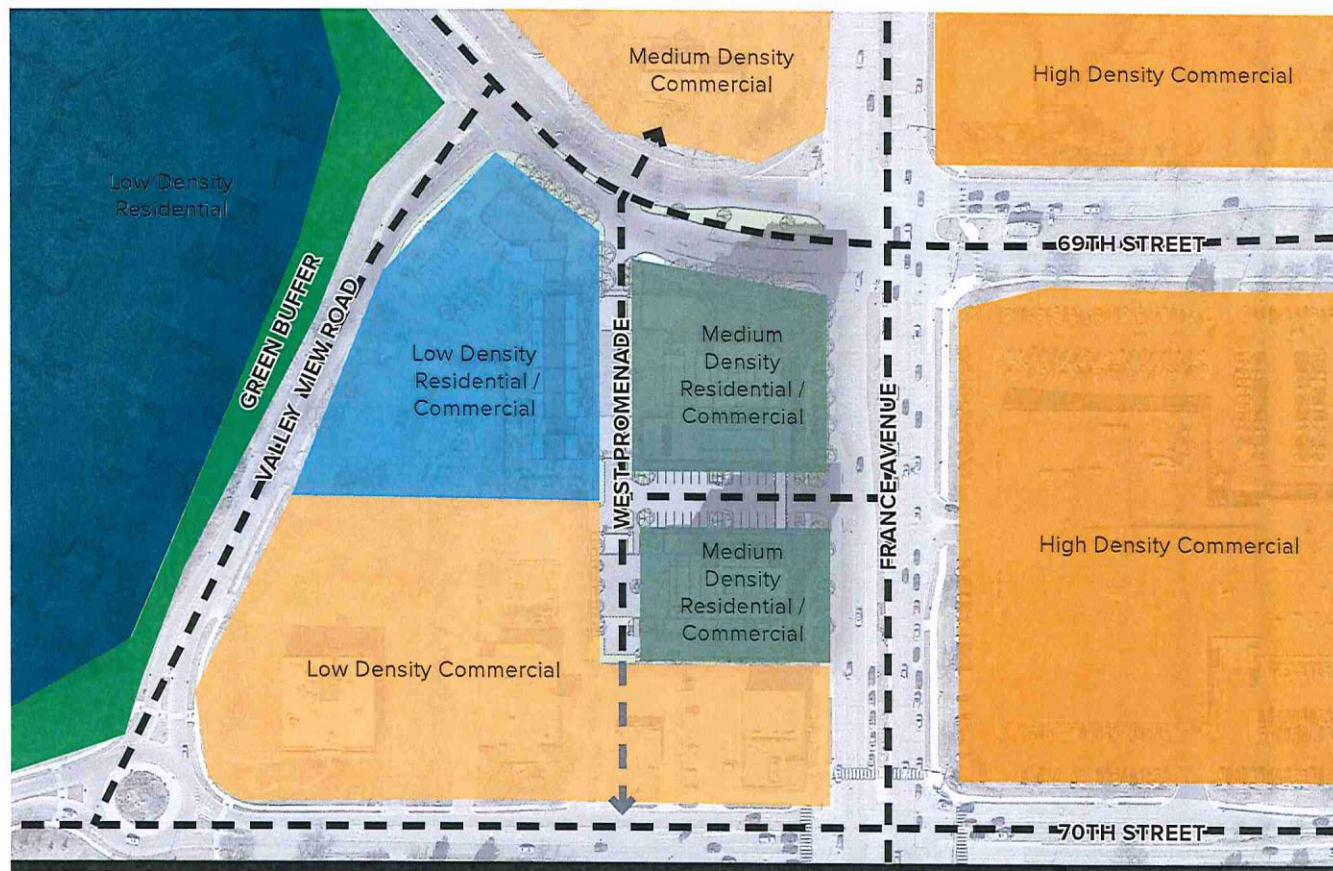 Medium Density
Commercial
High Density Commercial
Low Density
Residential
69TH STREET
GREEN BUFFER
VALLEY VIEW ROAD
Low Density
Residential /
Commercial
WEST PROMENADE
Medium
Density
Residential /
Commercial
FRANCE AVENUE
High Density Commercial
Medium
Density
Residential /
Commercial
Low Density Commercial
70TH STREET